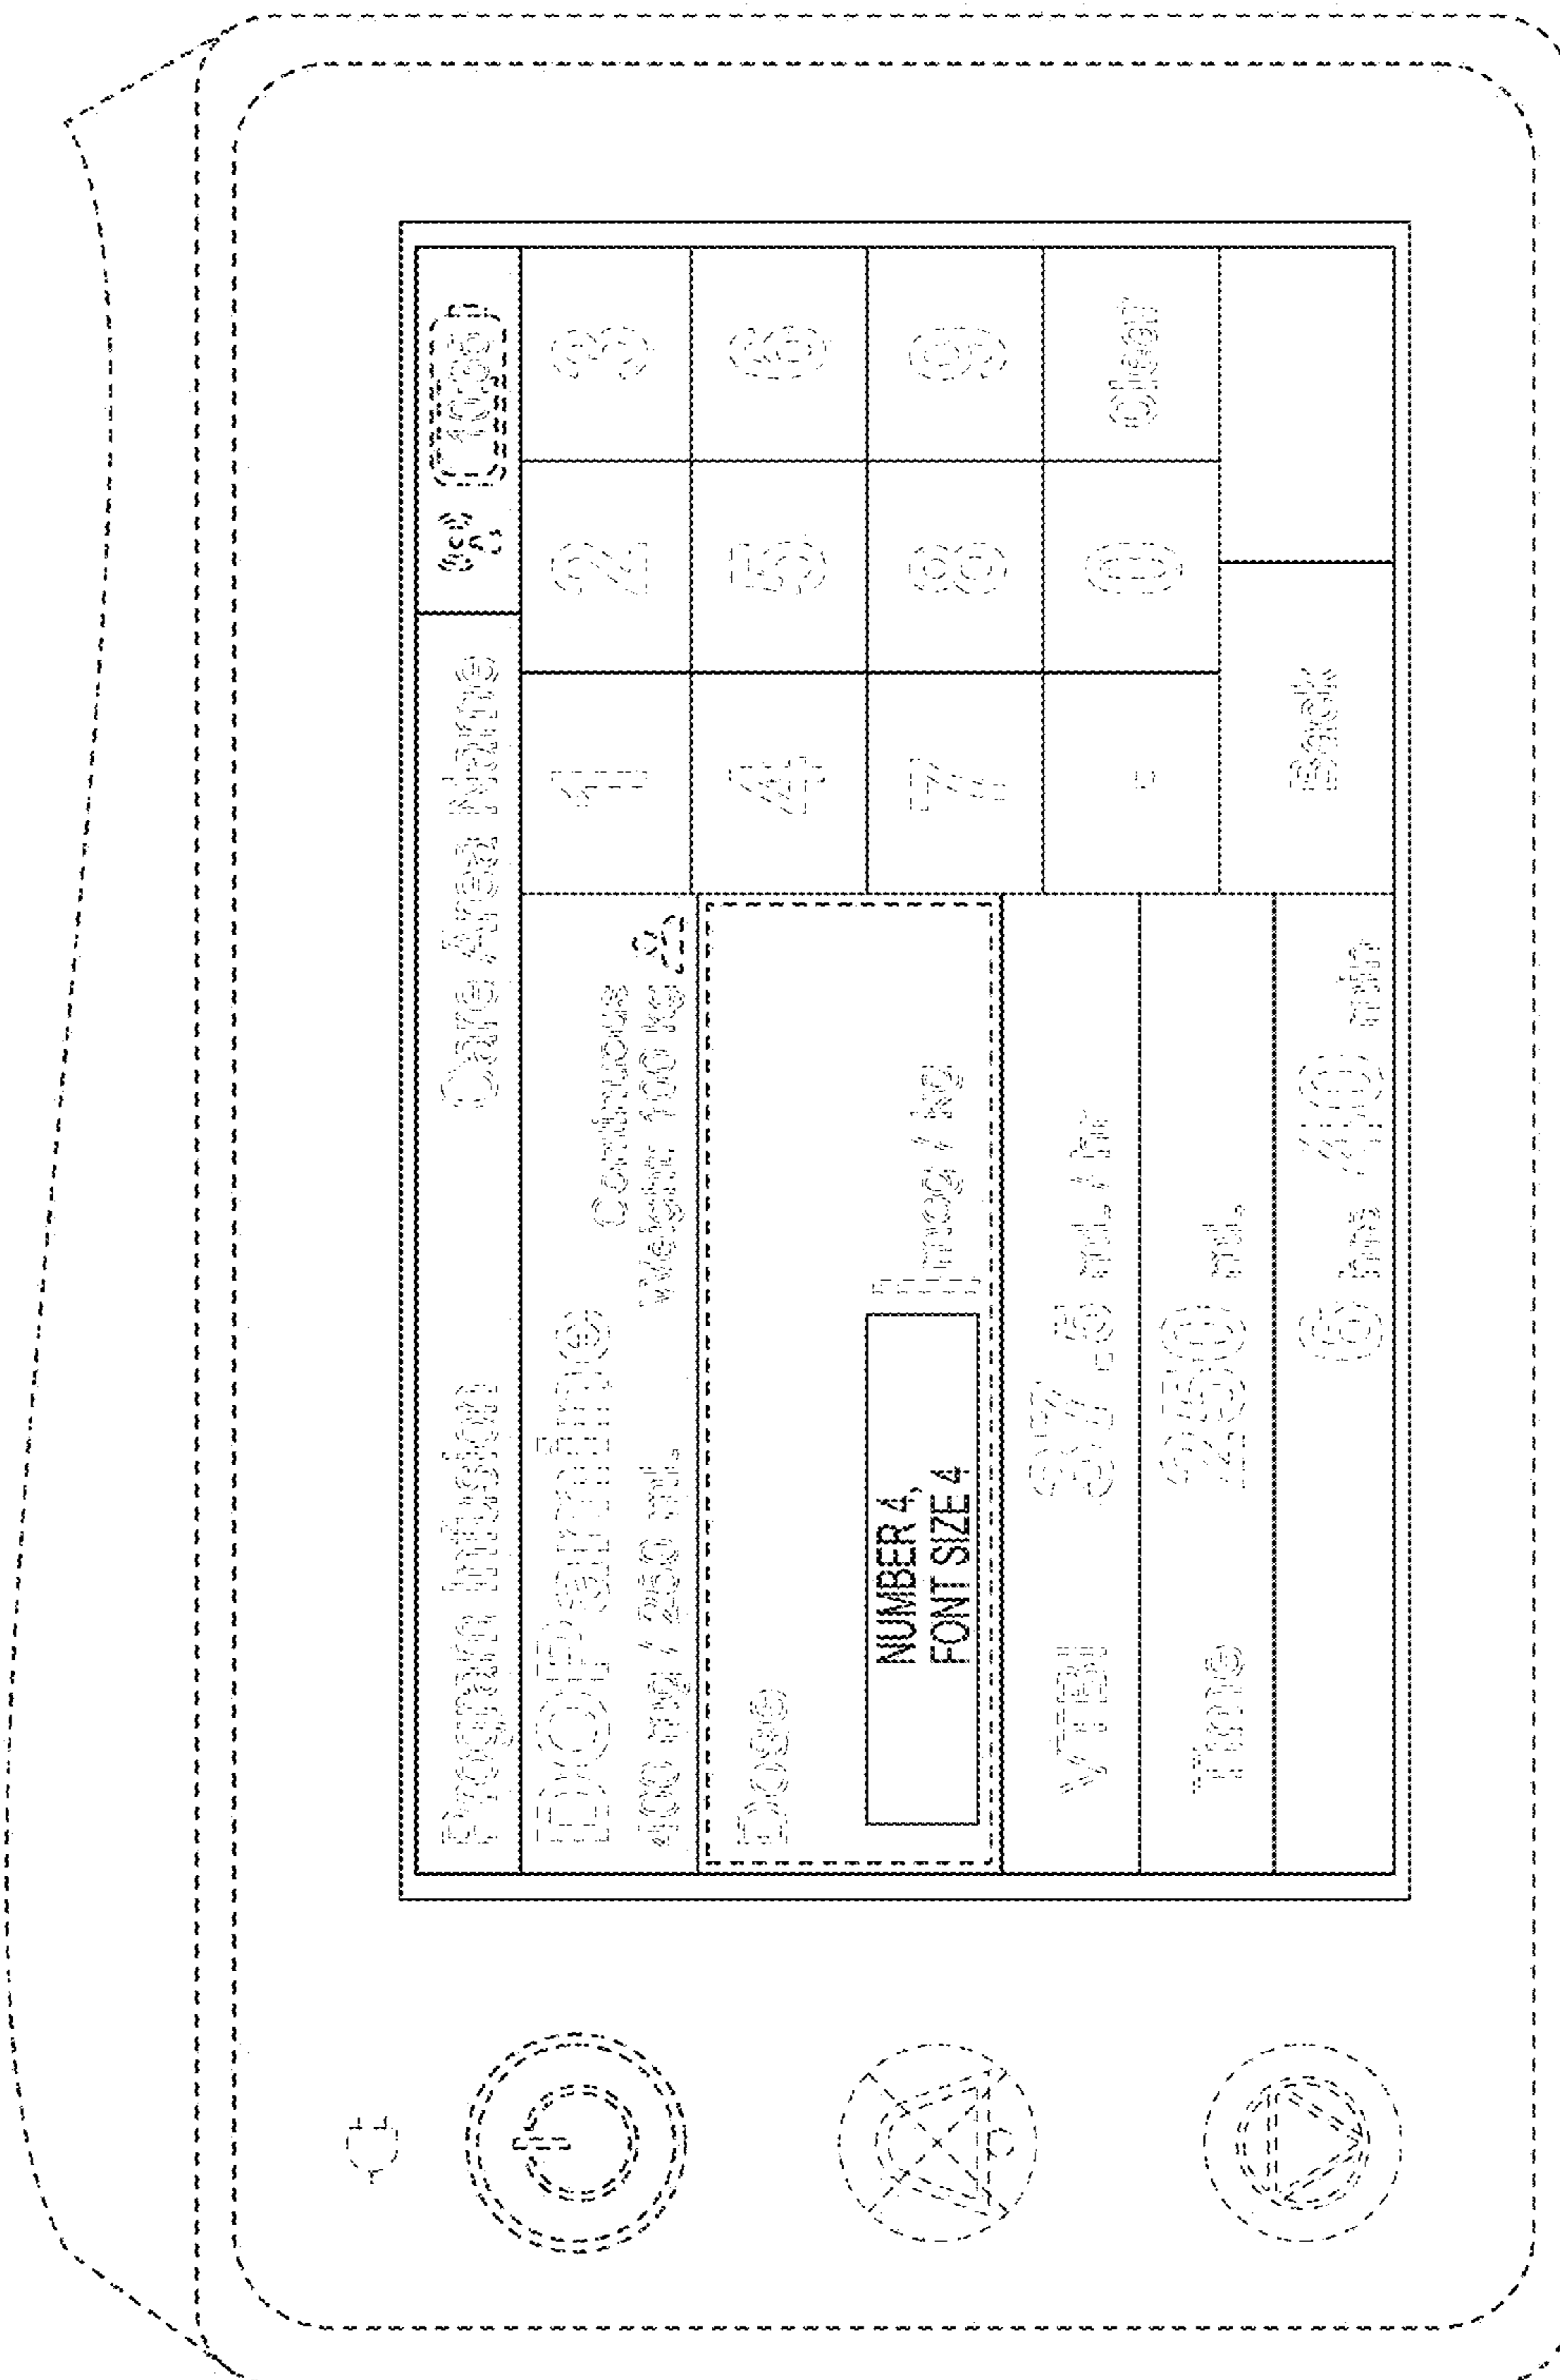 Program Infusion
Care Area Name
10:08
DOPamine
Continuous
400 mg / 250 mL
Weight: 100 kg
Dose
NUMBER 4,
FONT SIZE 4
mcg / kg
VTBI
37.5 mL / hr
Time
250 mL
6 hrs 40 min
1 2 3
4 5 6
7 8 9
. 0 Clear
Back